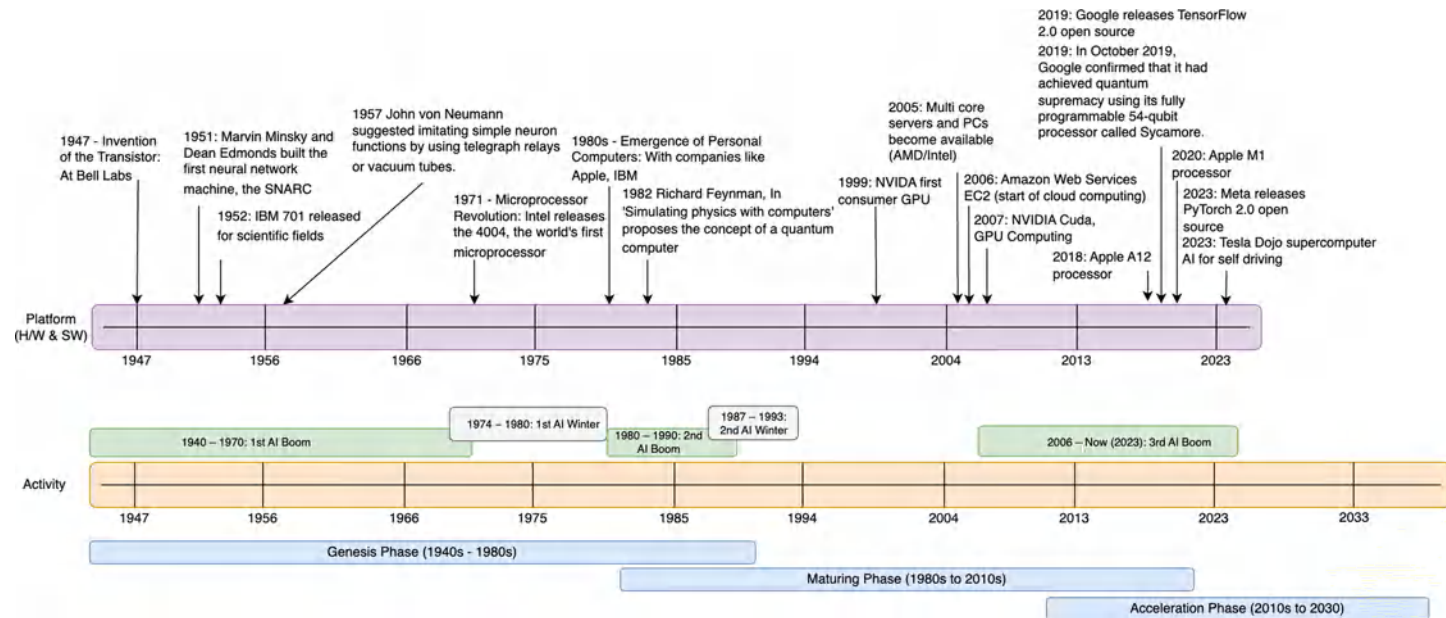 2019: Google releases TensorFlow
2.0 open source
2019: In October 2019,
Google confirmed that it had
achieved quantum
supremacy using its fully
programmable 54-qubit
processor called Sycamore.
1947 - Invention
of the Transistor:
At Bell Labs
1951: Marvin Minsky and
Dean Edmonds built the
first neural network
machine, the SNARC
1952: IBM 701 released
for scientific fields
1957 John von Neumann
suggested imitating simple neuron
functions by using telegraph relays
or vacuum tubes.
1971 - Microprocessor
Revolution: Intel releases
the 4004, the world's first
microprocessor
1980s - Emergence of Personal
Computers: With companies like
Apple, IBM
1982 Richard Feynman, In
'Simulating physics with computers'
proposes the concept of a quantum
computer
1999: NVIDIA first
consumer GPU
2005: Multi core
servers and PCs
become available
(AMD/Intel)
2006: Amazon Web Services
EC2 (start of cloud computing)
2007: NVIDIA Cuda,
GPU Computing
2018: Apple A12
processor
2020: Apple M1
processor
2023: Meta releases
PyTorch 2.0 open
source
2023: Tesla Dojo supercomputer
AI for self driving
Platform
(H/W & SW)
1947 1956 1966 1975 1985 1994 2004 2013 2023
1940 – 1970: 1st AI Boom
1974 – 1980: 1st AI Winter
1980 – 1990: 2nd
AI Boom
1987 – 1993:
2nd AI Winter
2006 – Now (2023): 3rd AI Boom
Activity
1947 1956 1966 1975 1985 1994 2004 2013 2023 2033
Genesis Phase (1940s - 1980s)
Maturing Phase (1980s to 2010s)
Acceleration Phase (2010s to 2030)